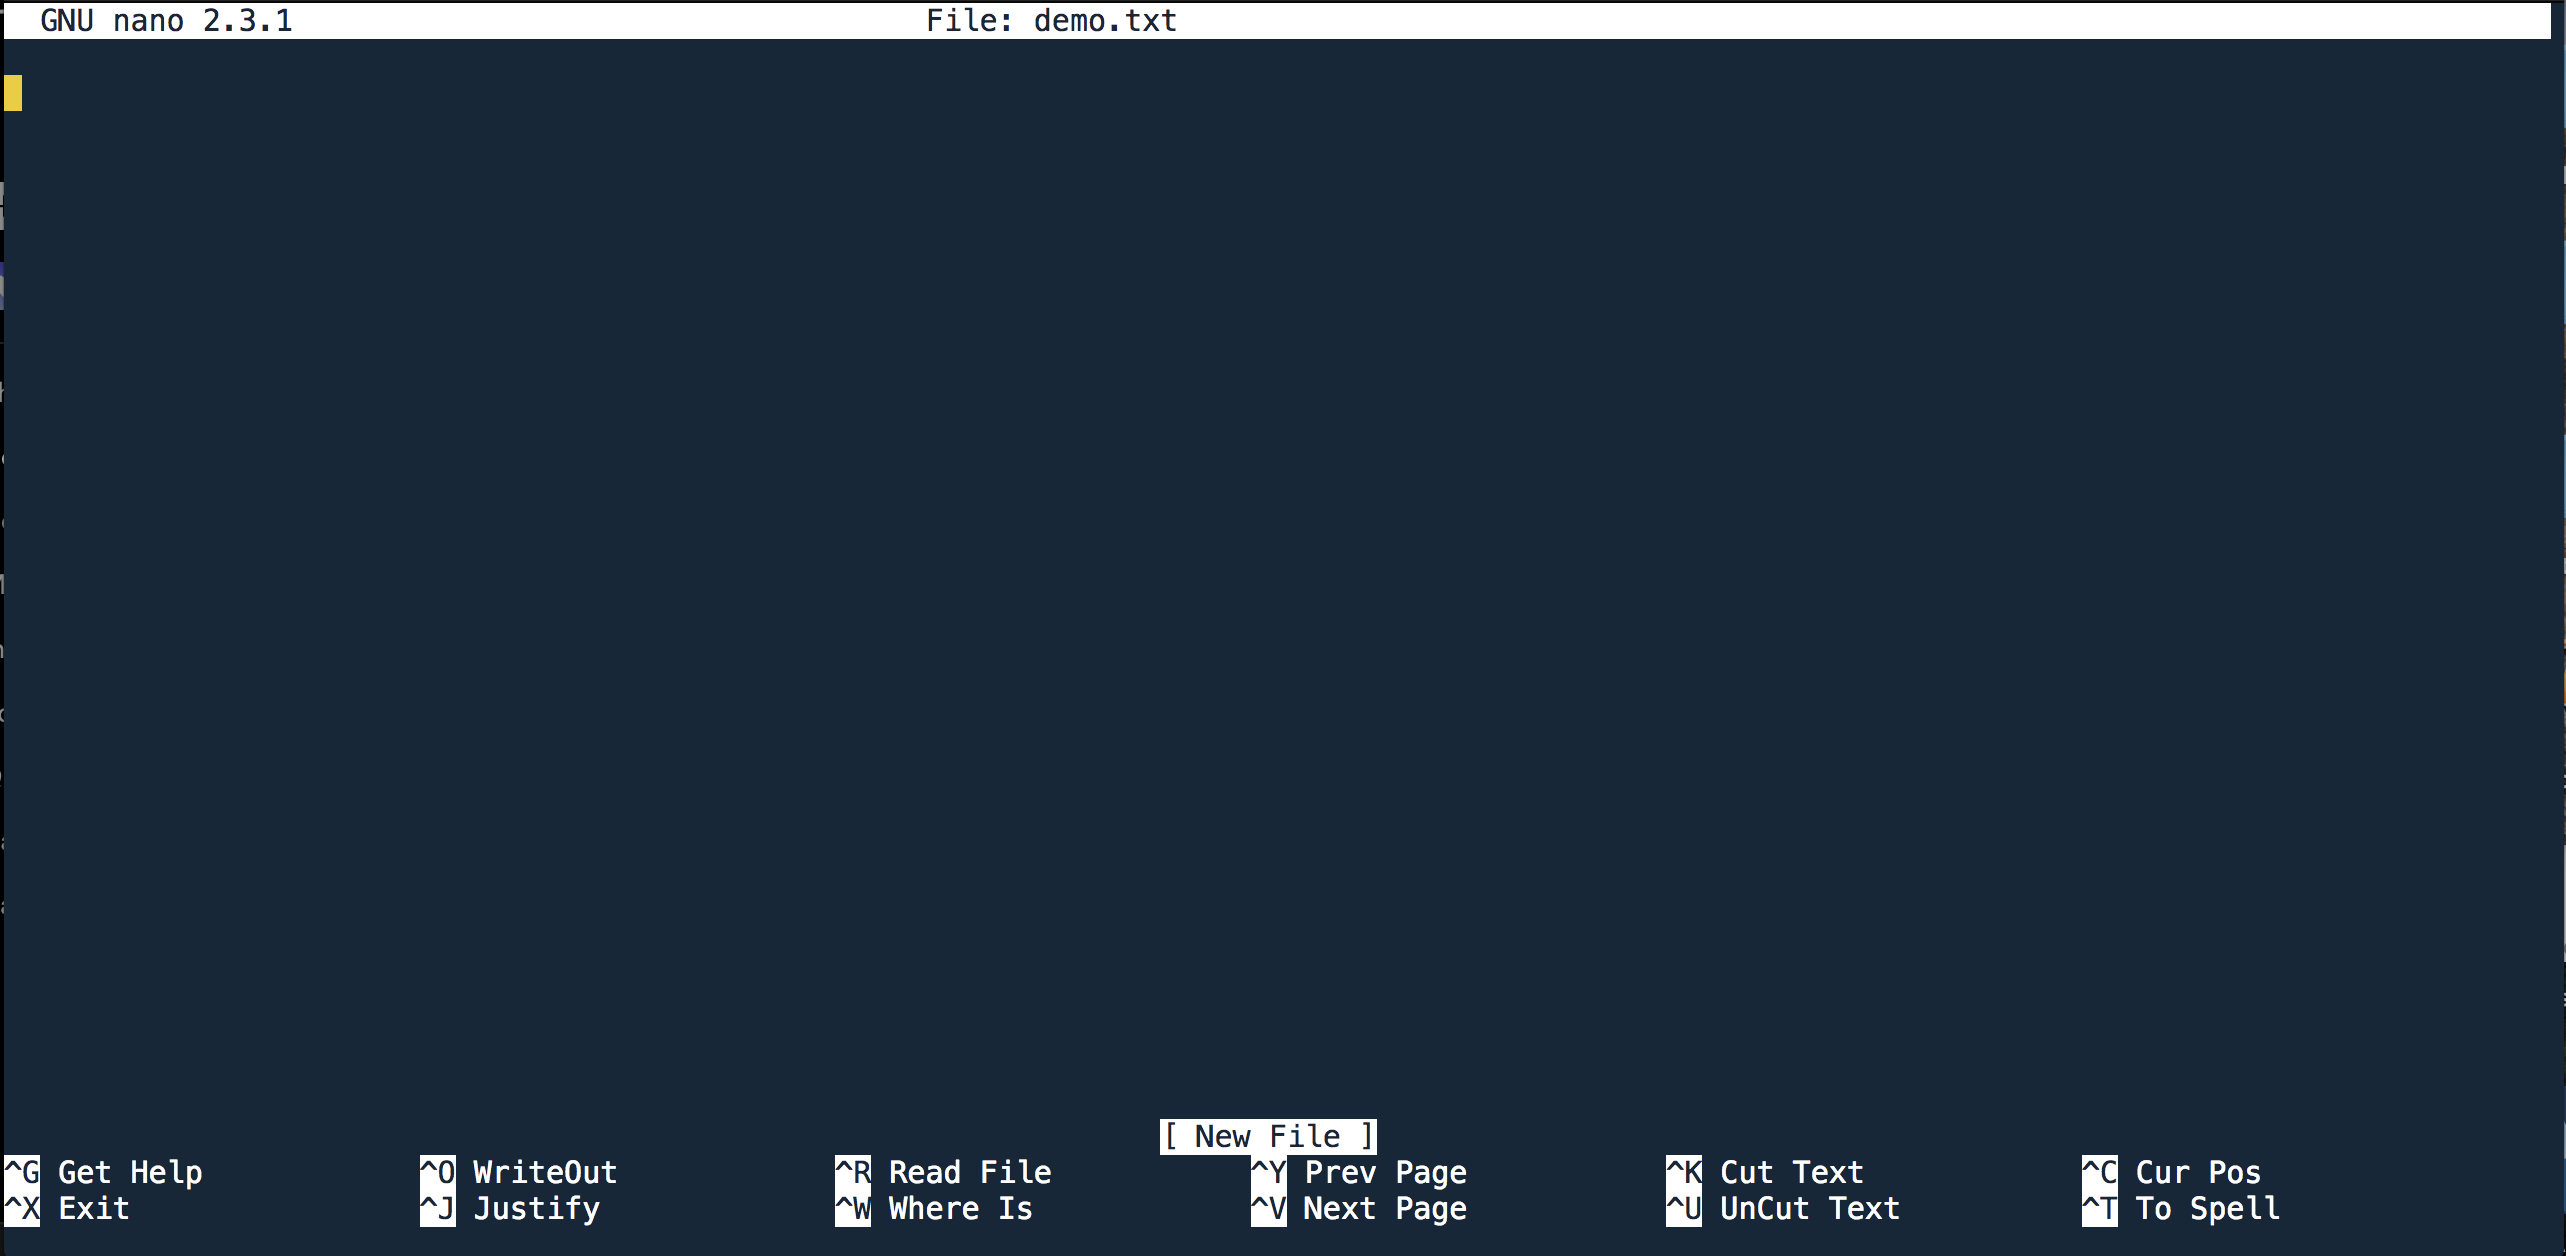 GNU nano 2.3.1 File: demo.txt
[ New File ]
^G Get Help ^O WriteOut ^R Read File ^Y Prev Page ^K Cut Text ^C Cur Pos
^X Exit ^J Justify ^W Where Is ^V Next Page ^U UnCut Text ^T To Spell